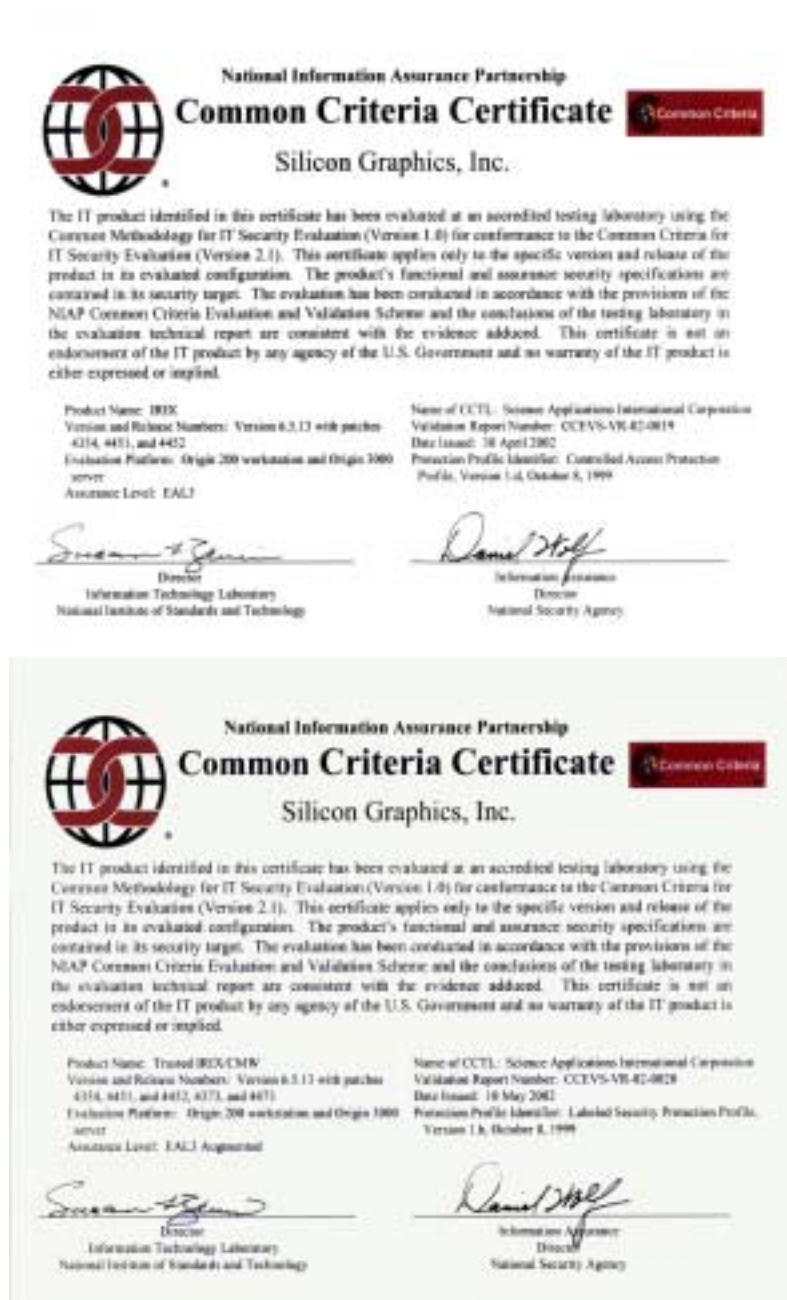 National Information Assurance Partnership
Common Criteria Certificate
Common Criteria
Silicon Graphics, Inc.
The IT product identified in this certificate has been evaluated at an accredited testing laboratory using the
Common Methodology for IT Security Evaluation (Version 1.0) for conformance to the Common Criteria for
IT Security Evaluation (Version 2.1). This certificate applies only to the specific version and release of the
product in its evaluated configuration. The product's functional and assurance security specifications are
contained in its security target. The evaluation has been conducted in accordance with the provisions of the
NIAP Common Criteria Evaluation and Validation Scheme and the conclusions of the testing laboratory in
the evaluation technical report are consistent with the evidence adduced. This certificate is not an
endorsement of the IT product by any agency of the U.S. Government and no warranty of the IT product is
either expressed or implied.
Product Name: IRIX
Version and Release Numbers: Version 6.5.13 with patches
4354, 4451, and 4452
Evaluation Platform: Origin 200 workstation and Origin 3000
server
Assurance Level: EAL3
Name of CCTL: Science Applications International Corporation
Validation Report Number: CCEVS-VR-02-0019
Date Issued: 30 April 2002
Protection Profile Identifier: Controlled Access Protection
Profile, Version 1.d, October 8, 1999
Director
Information Technology Laboratory
National Institute of Standards and Technology
Information Assurance
Director
National Security Agency
National Information Assurance Partnership
Common Criteria Certificate
Common Criteria
Silicon Graphics, Inc.
The IT product identified in this certificate has been evaluated at an accredited testing laboratory using the
Common Methodology for IT Security Evaluation (Version 1.0) for conformance to the Common Criteria for
IT Security Evaluation (Version 2.1). This certificate applies only to the specific version and release of the
product in its evaluated configuration. The product's functional and assurance security specifications are
contained in its security target. The evaluation has been conducted in accordance with the provisions of the
NIAP Common Criteria Evaluation and Validation Scheme and the conclusions of the testing laboratory in
the evaluation technical report are consistent with the evidence adduced. This certificate is not an
endorsement of the IT product by any agency of the U.S. Government and no warranty of the IT product is
either expressed or implied.
Product Name: Trusted IRIX/CMW
Version and Release Numbers: Version 6.5.13 with patches
4354, 4451, and 4452, 4373, and 4473
Evaluation Platform: Origin 200 workstation and Origin 3000
server
Assurance Level: EAL3 Augmented
Name of CCTL: Science Applications International Corporation
Validation Report Number: CCEVS-VR-02-0020
Date Issued: 10 May 2002
Protection Profile Identifier: Labeled Security Protection Profile,
Version 1.b, October 8, 1999
Director
Information Technology Laboratory
National Institute of Standards and Technology
Information Assurance
Director
National Security Agency